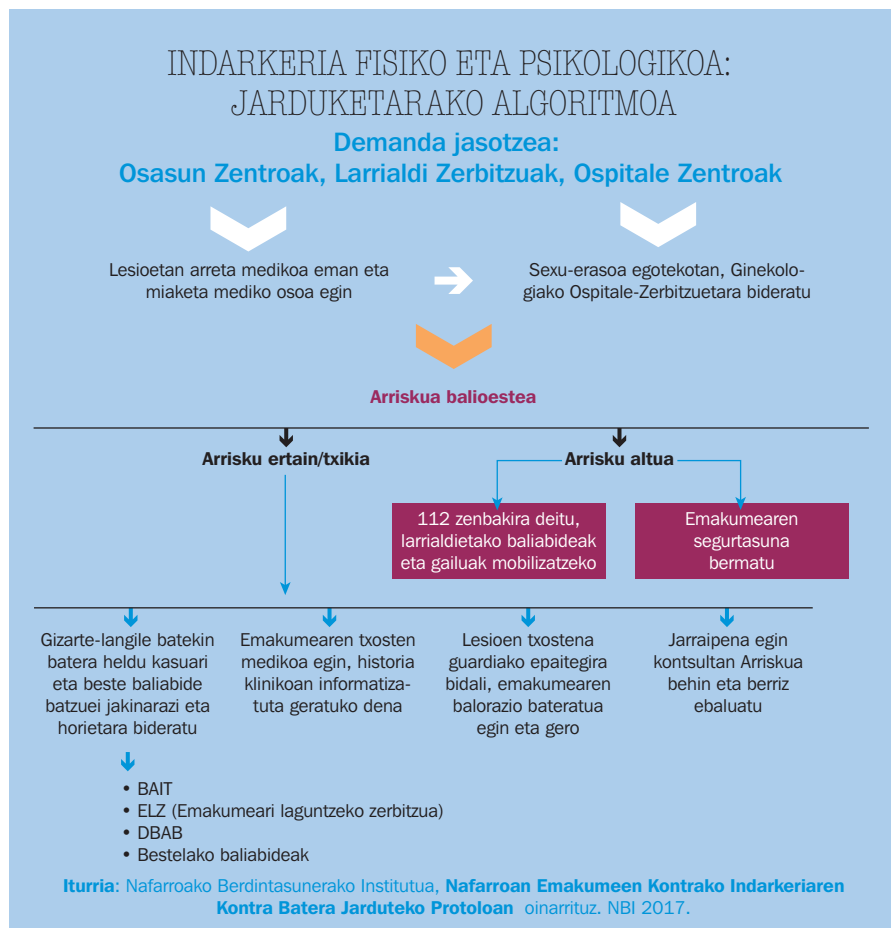 INDARKERIA FISIKO ETA PSIKOLOGIKOA:
JARDUKETARAKO ALGORITMOA
Demanda jasotzea:
Osasun Zentroak, Larrialdi Zerbitzuak, Ospitale Zentroak
Lesioetan arreta medikoa eman eta
miaketa mediko osoa egin
Sexu-erasoa egotekotan, Ginekolo-
giako Ospitale-Zerbitzuetara bideratu
Arriskua balioestea
Arrisku ertain/txikia
Arrisku altua
112 zenbakira deitu,
larrialdietako baliabideak
eta gailuak mobilizatzeko
Emakumearen
segurtasuna
bermatu
Gizarte-langile batekin
batera heldu kasuari
eta beste baliabide
batzuei jakinarazi eta
horietara bideratu
Emakumearen txosten
medikoa egin, historia
klinikoan informatiza-
tuta geratuko dena
Lesioen txostena
guardiako epaitegira
bidali, emakumearen
balorazio bateratua
egin eta gero
Jarraipena egin
kontsultan Arriskua
behin eta berriz
ebaluatu
• BAIT
• ELZ (Emakumeari laguntzeko zerbitzua)
• DBAB
• Bestelako baliabideak
Iturria: Nafarroako Berdintasunerako Institutua, Nafarroan Emakumeen Kontrako Indarkeriaren
Kontra Batera Jarduteko Protoloan oinarrituz. NBI 2017.